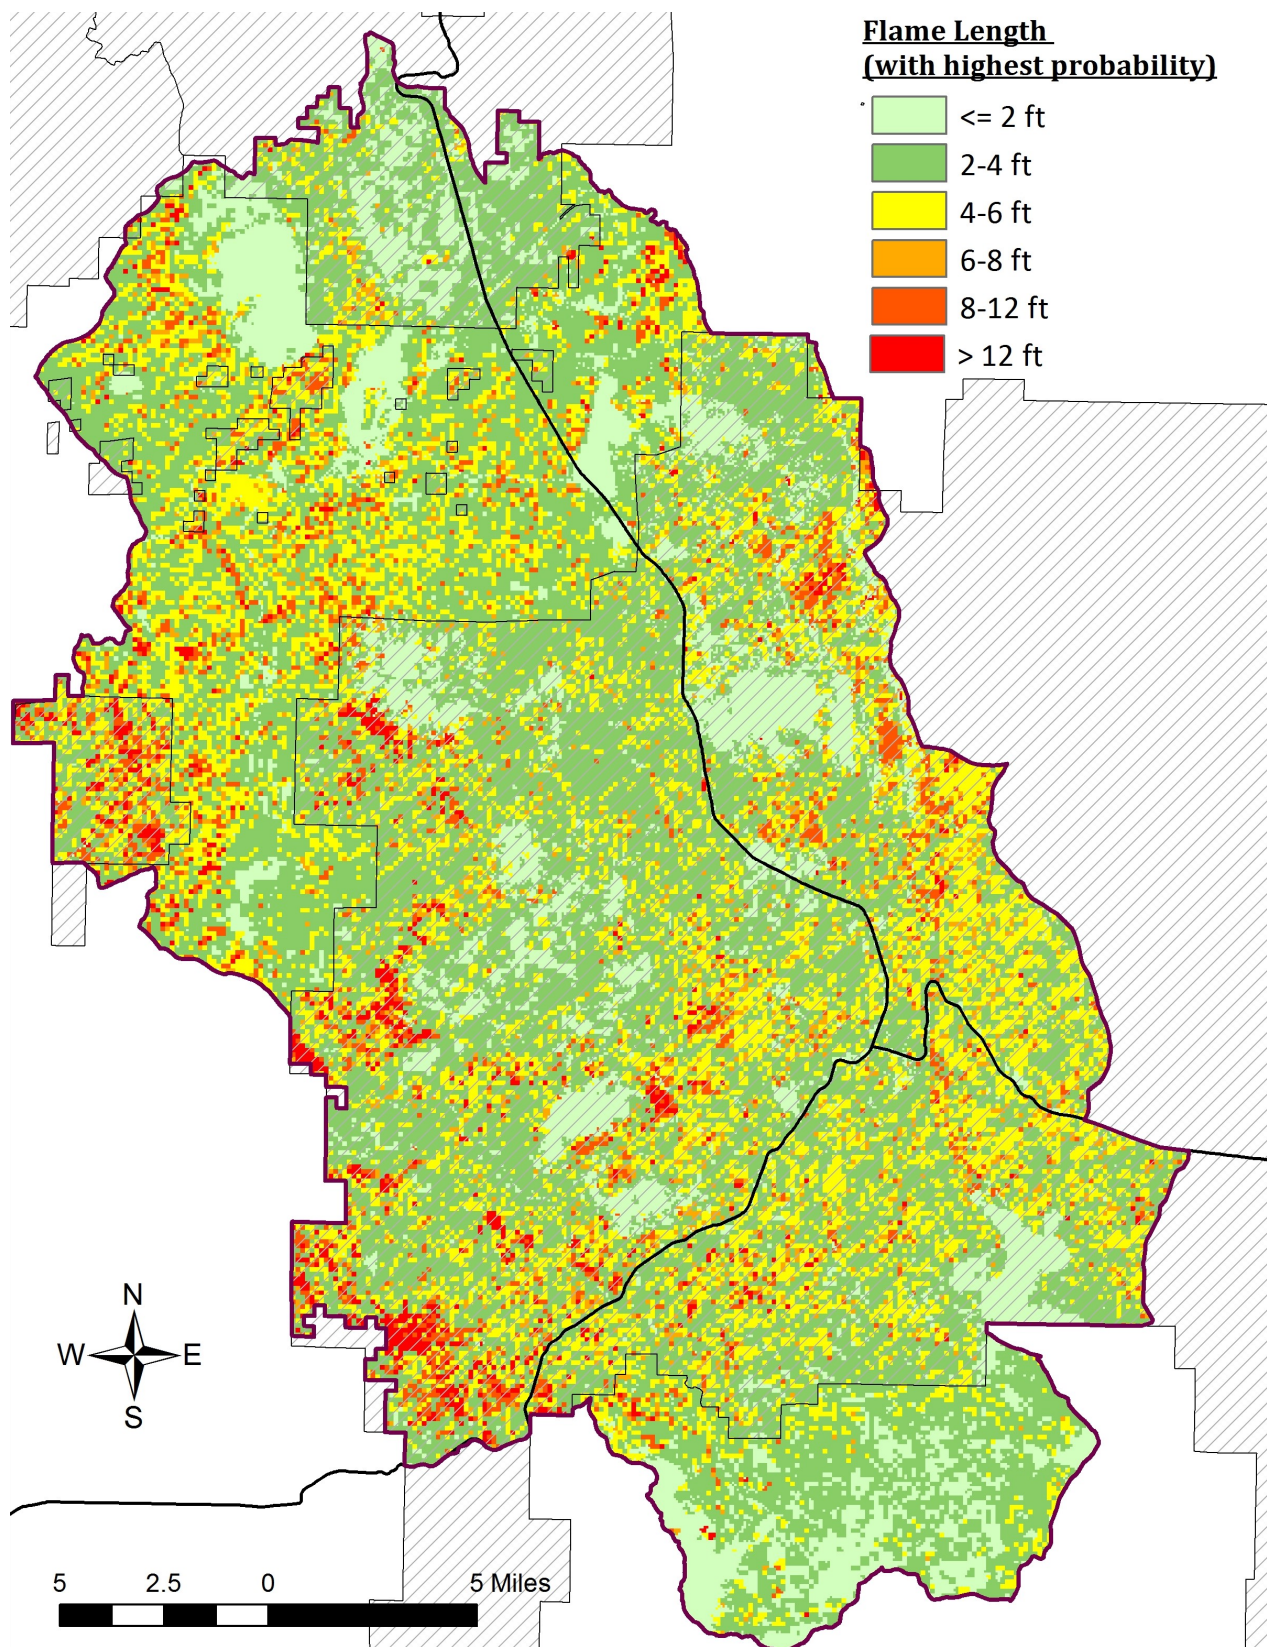 Flame Length
(with highest probability)
<= 2 ft
2-4 ft
4-6 ft
6-8 ft
8-12 ft
> 12 ft
N
W E
S
5 2.5 0 5 Miles